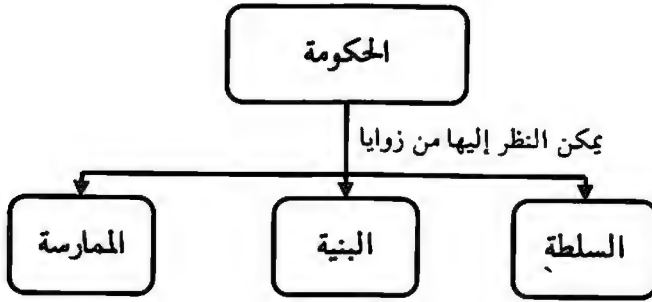 الحكومة
يمكن النظر إليها من زوايا
السلطة
البنية
الممارسة